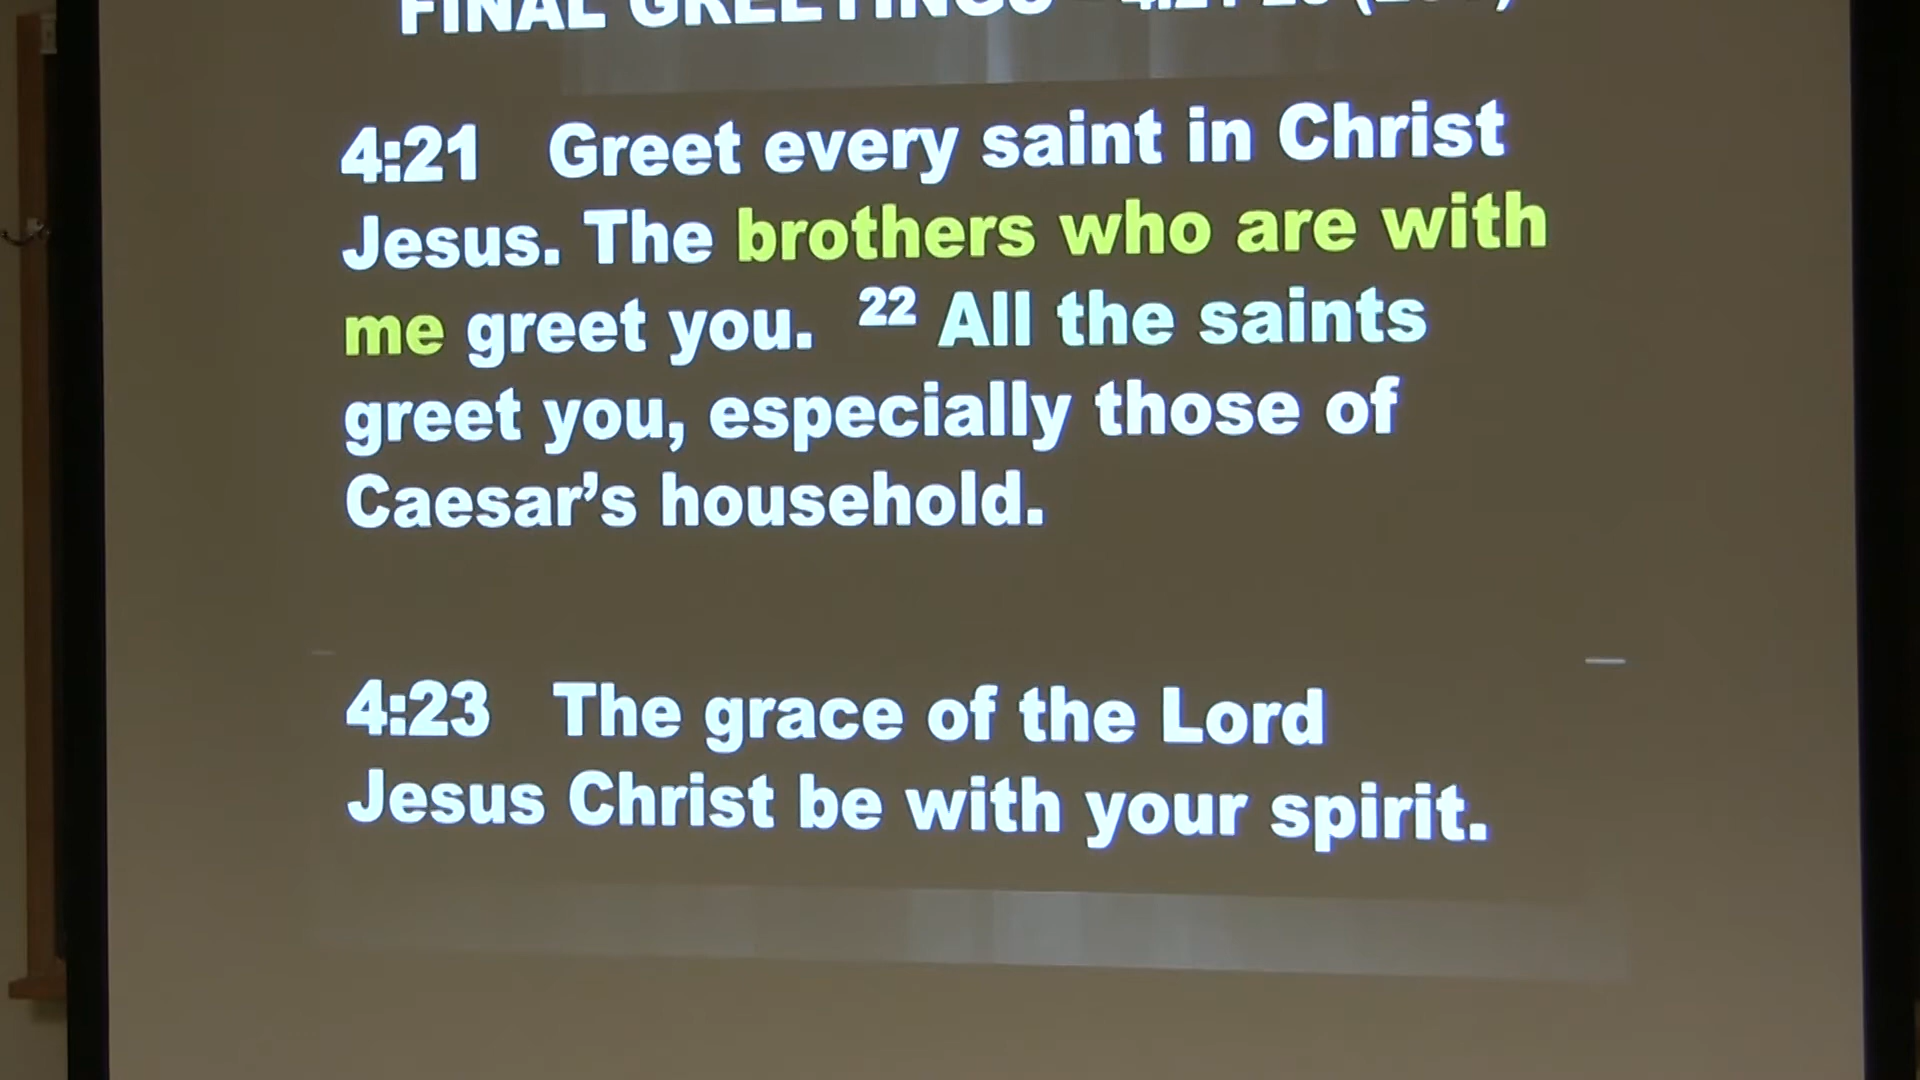 FINAL GREETINGS
4:21 Greet every saint in Christ
Jesus. The brothers who are with
me greet you. 22 All the saints
greet you, especially those of
Caesar’s household.
4:23 The grace of the Lord
Jesus Christ be with your spirit.